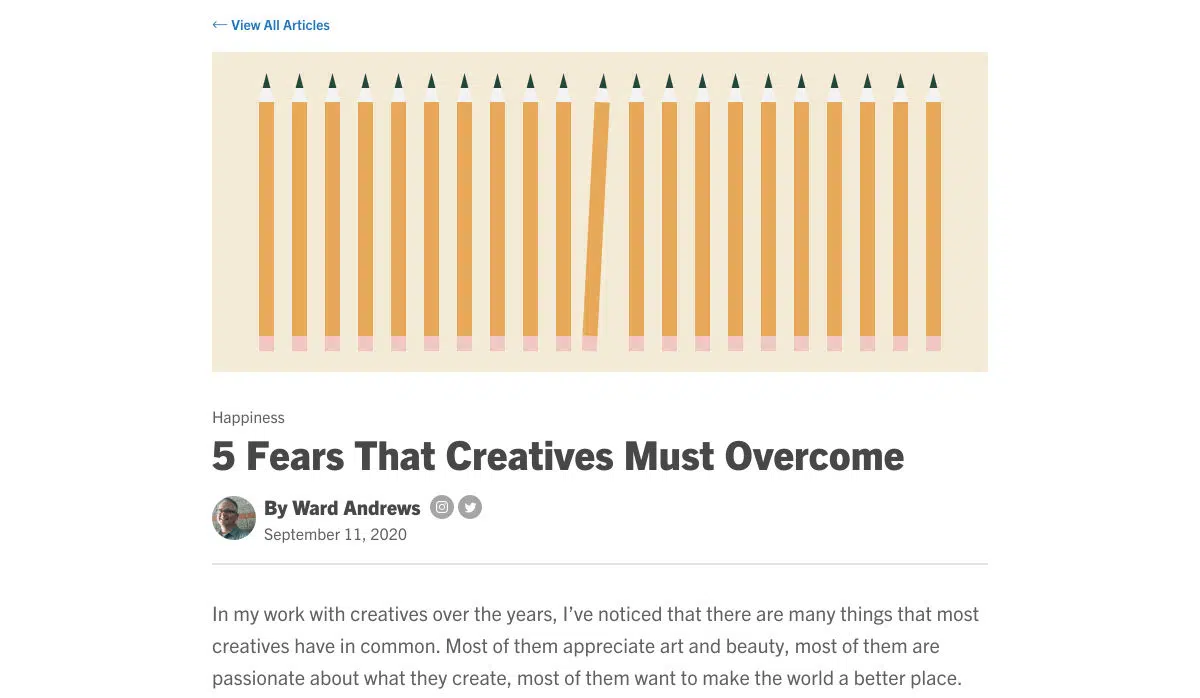 ← View All Articles
Happiness
5 Fears That Creatives Must Overcome
By Ward Andrews
September 11, 2020
In my work with creatives over the years, I’ve noticed that there are many things that most
creatives have in common. Most of them appreciate art and beauty, most of them are
passionate about what they create, most of them want to make the world a better place.